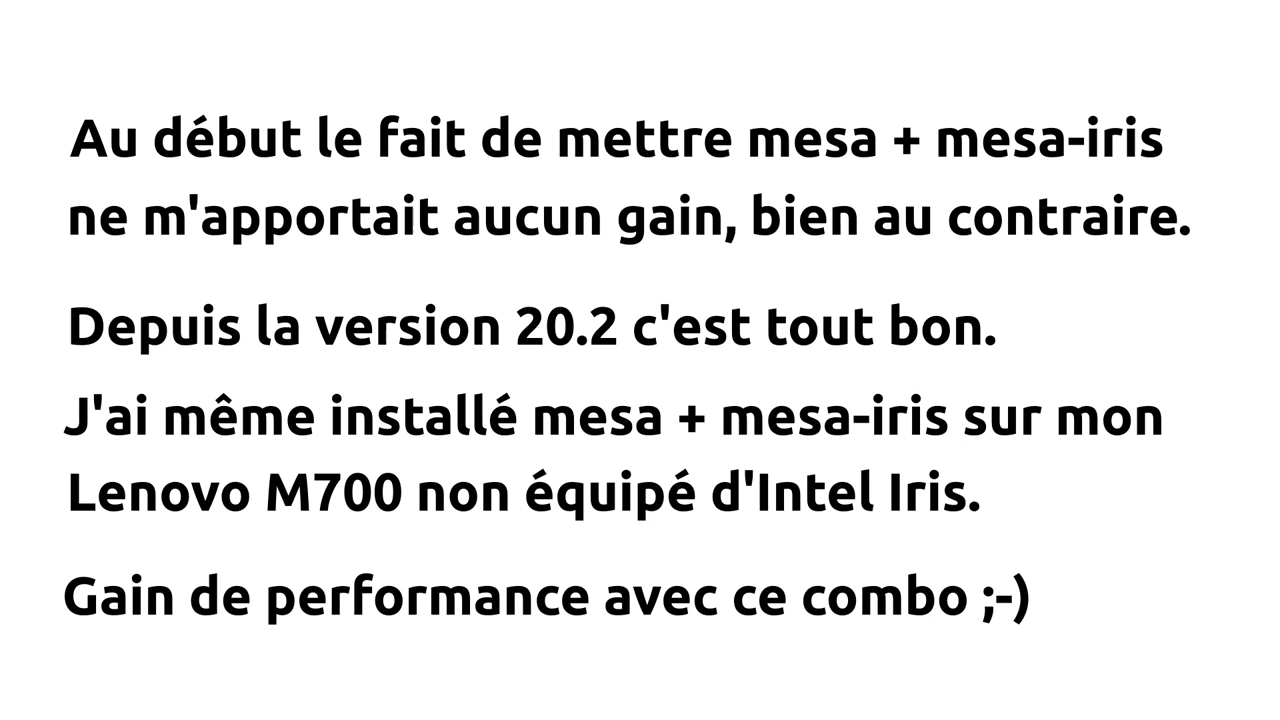 Au début le fait de mettre mesa + mesa-iris
ne m'apportait aucun gain, bien au contraire.
Depuis la version 20.2 c'est tout bon.
J'ai même installé mesa + mesa-iris sur mon
Lenovo M700 non équipé d'Intel Iris.
Gain de performance avec ce combo ;-)